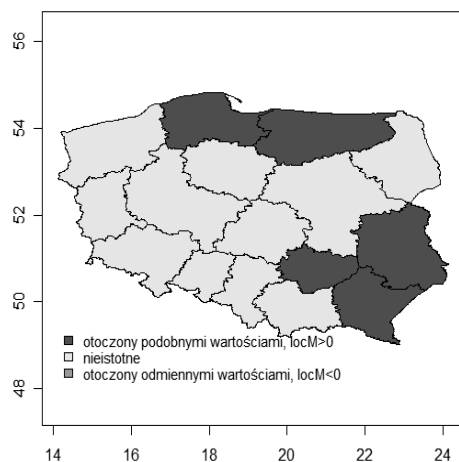 56
54
52
50
48
otoczony podobnymi wartościami, locM>0
nieistotne
otoczony odmiennymi wartościami, locM<0
14 16 18 20 22 24